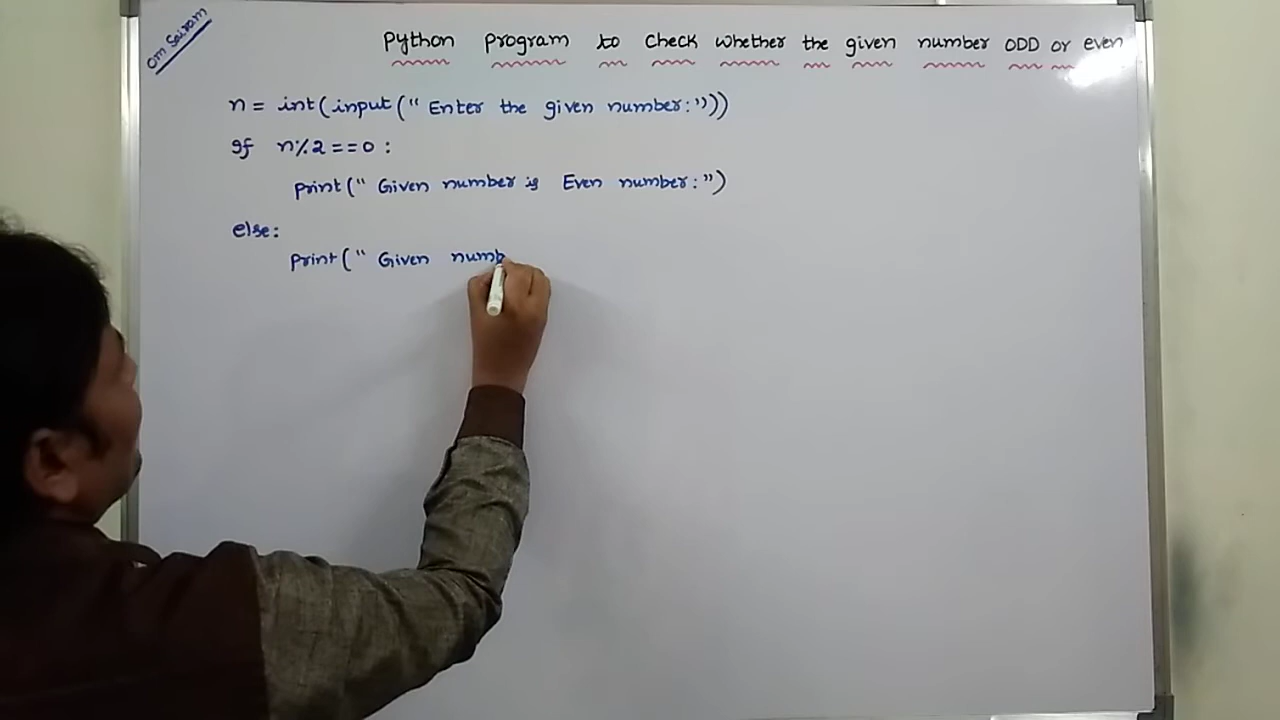 om Sairam
Python program to check whether the given number ODD or even
n = int(input(“ Enter the given number:”))
If n%2==0 :
print(“ Given number is Even number:”)
else:
print(“ Given numb